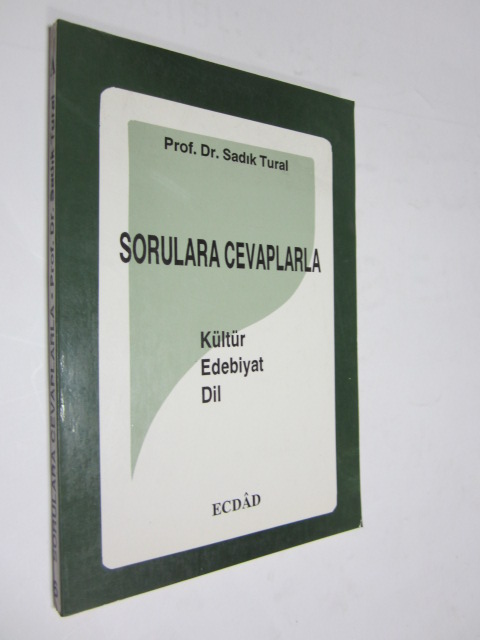 Prof. Dr. Sadık Tural
SORULARA CEVAPLARLA
Kültür
Edebiyat
Dil
ECDÂD
SORULARA CEVAPLARLA • Prof. Dr. Sadık Tural